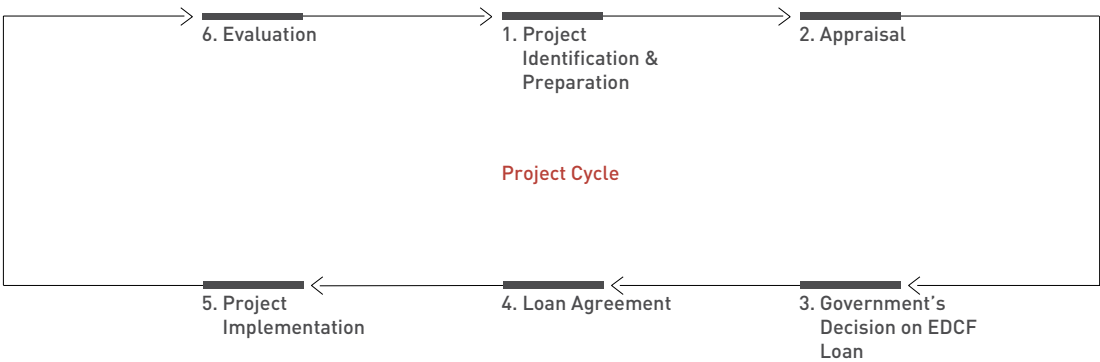 6. Evaluation
1. Project
Identification &
Preparation
2. Appraisal
Project Cycle
5. Project
Implementation
4. Loan Agreement
3. Government’s
Decision on EDCF
Loan